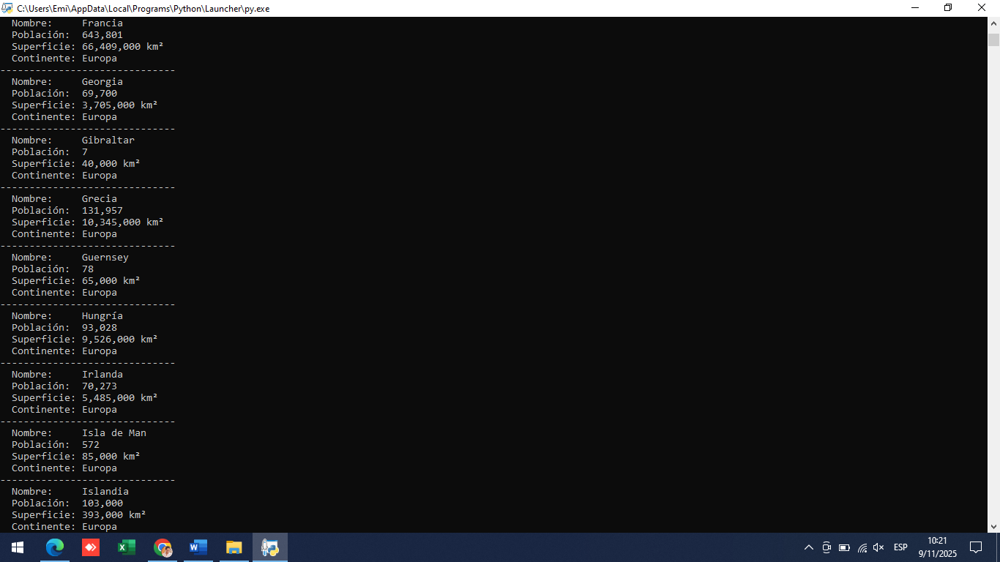 C:\Users\Emi\AppData\Local\Programs\Python\Launcher\py.exe
Nombre: Francia
Población: 643,801
Superficie: 66,409,000 km²
Continente: Europa
------------------------------
Nombre: Georgia
Población: 69,700
Superficie: 3,705,000 km²
Continente: Europa
------------------------------
Nombre: Gibraltar
Población: 7
Superficie: 40,000 km²
Continente: Europa
------------------------------
Nombre: Grecia
Población: 131,957
Superficie: 10,345,000 km²
Continente: Europa
------------------------------
Nombre: Guernsey
Población: 78
Superficie: 65,000 km²
Continente: Europa
------------------------------
Nombre: Hungría
Población: 93,028
Superficie: 9,526,000 km²
Continente: Europa
------------------------------
Nombre: Irlanda
Población: 70,273
Superficie: 5,485,000 km²
Continente: Europa
------------------------------
Nombre: Isla de Man
Población: 572
Superficie: 85,000 km²
Continente: Europa
------------------------------
Nombre: Islandia
Población: 103,000
Superficie: 393,000 km²
Continente: Europa
ESP
10:21
9/11/2025